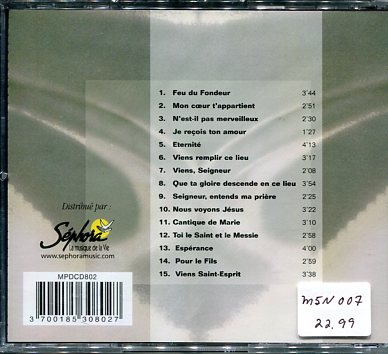 1. Feu du Fondeur 3'44
2. Mon cœur t'appartient 2'51
3. N'est-il pas merveilleux 2'30
4. Je reçois ton amour 1'27
5. Eternité 4'13
6. Viens remplir ce lieu 3'17
7. Viens, Seigneur 2'08
8. Que ta gloire descende en ce lieu 3'54
9. Seigneur, entends ma prière 2'25
10. Nous voyons Jésus 3'22
11. Cantique de Marie 3'10
12. Toi le Saint et le Messie 2'58
13. Espérance 4'00
14. Pour le Fils 2'59
15. Viens Saint-Esprit 3'38
Distribué par :
Séphora
La musique de la Vie
www.sephoramusic.com
MPDCD802
3 700185 308027
M5N 007
22.99